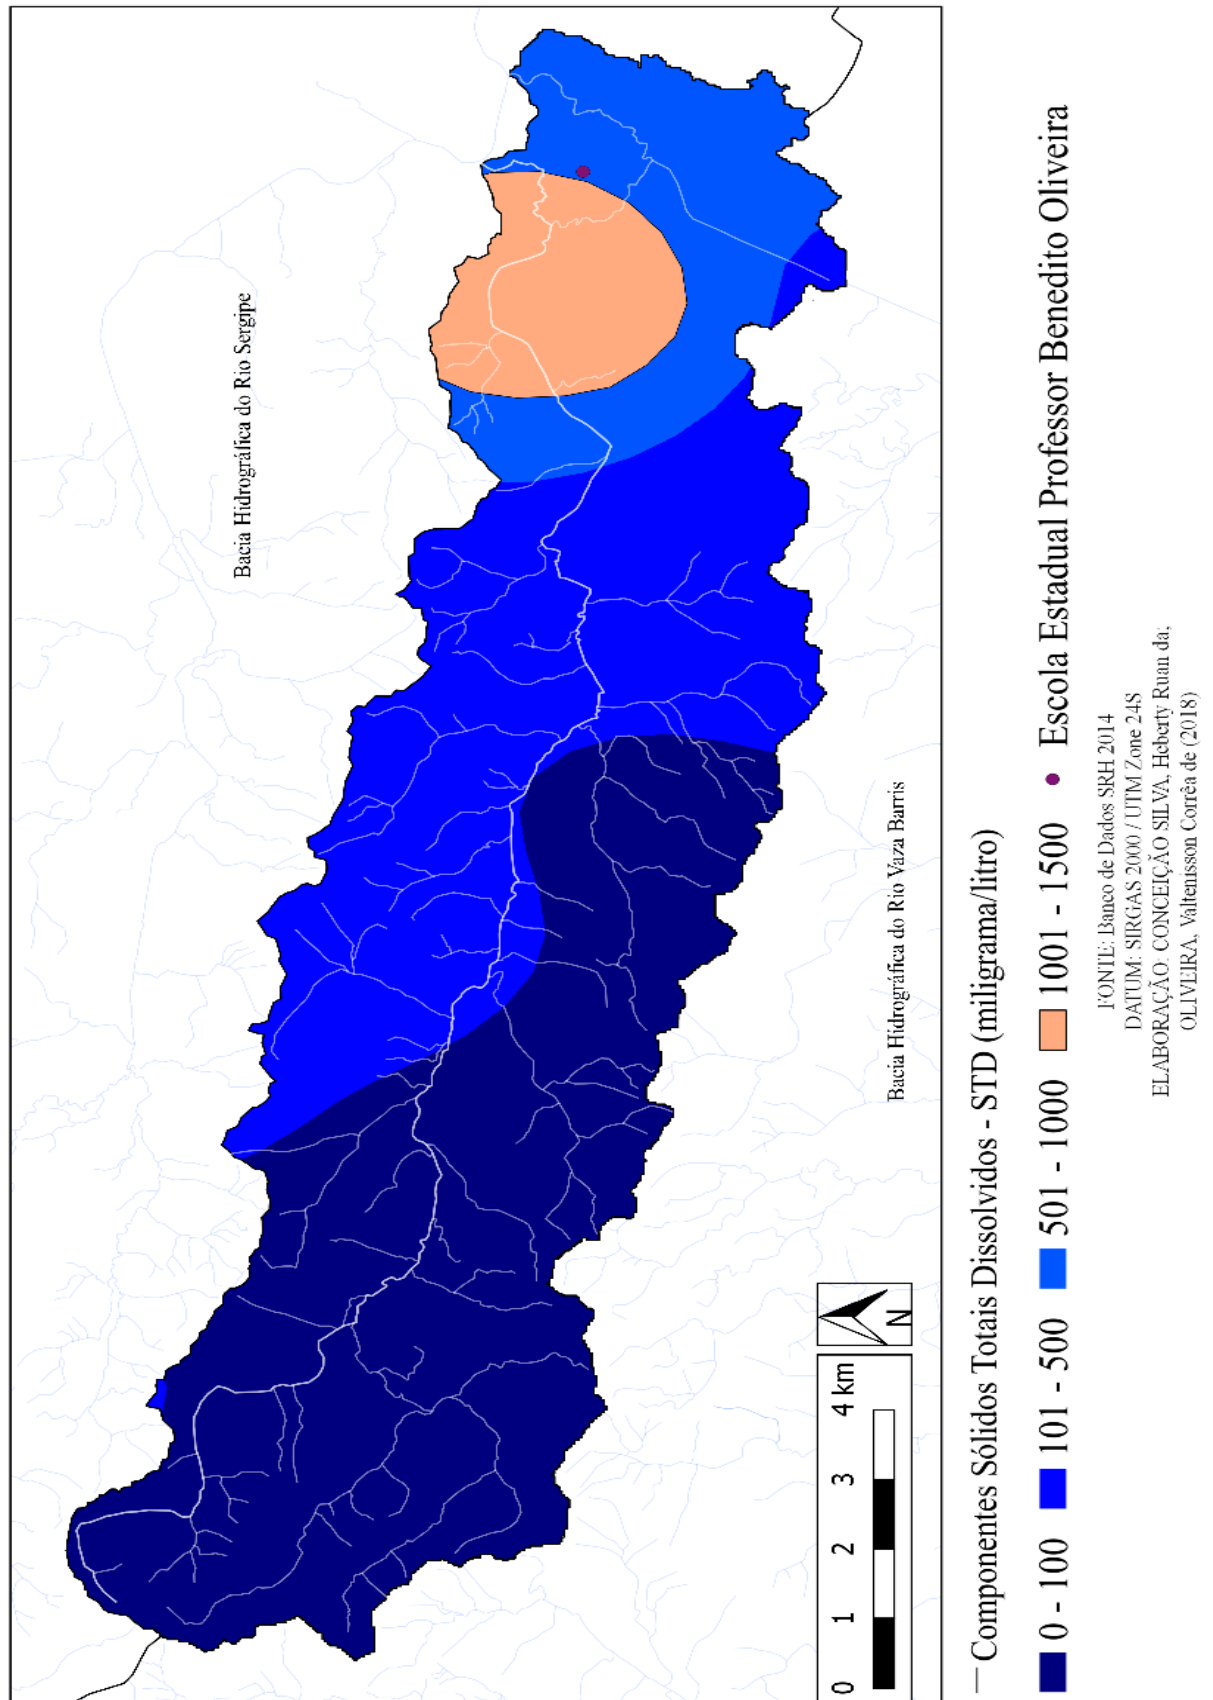 Bacia Hidrográfica do Rio Sergipe
Bacia Hidrográfica do Rio Vaza Barris
N
0 1 2 3 4 km
Componentes Sólidos Totais Dissolvidos - STD (miligrama/litro)
0 - 100 101 - 500 501 - 1000 1001 - 1500 Escola Estadual Professor Benedito Oliveira
FONTE: Banco de Dados SRH 2014
DATUM: SIRGAS 2000 / UTM Zone 24S
ELABORAÇÃO: CONCEIÇÃO SILVA, Heberty Ruan da;
OLIVEIRA, Valtenisson Corrêa de (2018)